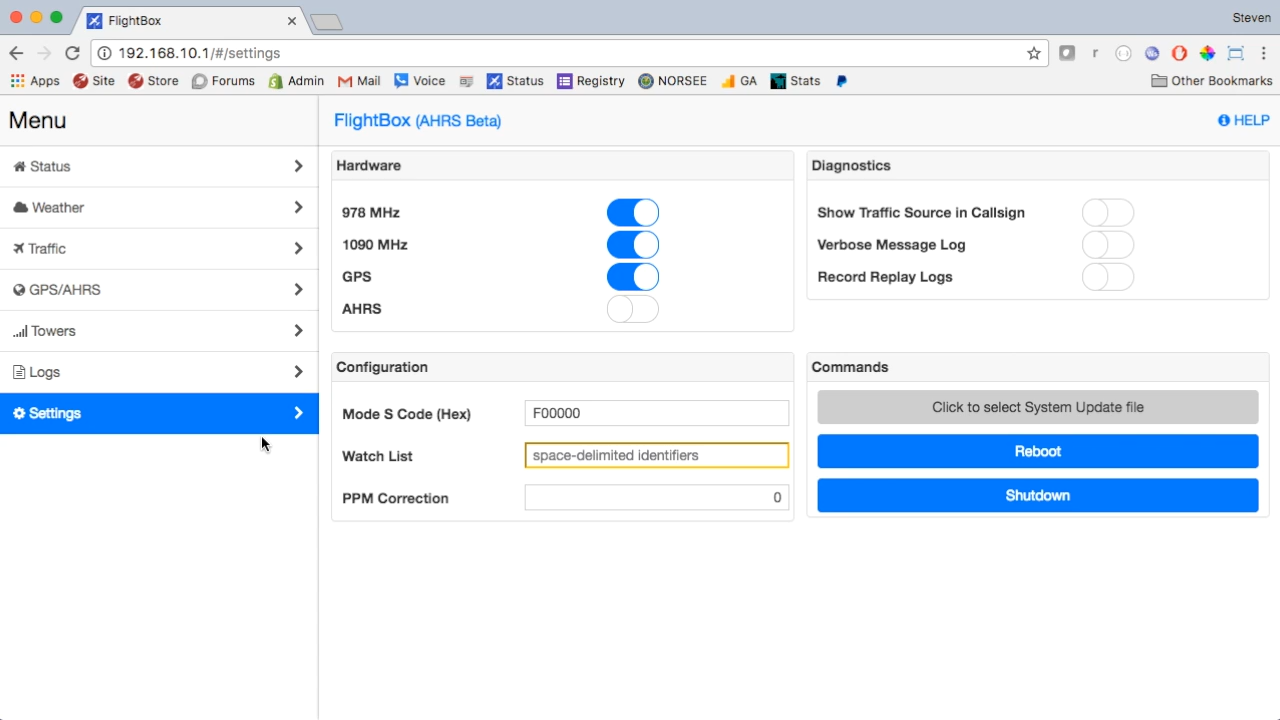 FlightBox
Steven
192.168.10.1/#/settings
Apps Site Store Forums Admin Mail Voice Status Registry NORSEE GA Stats Other Bookmarks
Menu
Status
Weather
Traffic
GPS/AHRS
Towers
Logs
Settings
FlightBox (AHRS Beta)
HELP
Hardware
978 MHz
1090 MHz
GPS
AHRS
Diagnostics
Show Traffic Source in Callsign
Verbose Message Log
Record Replay Logs
Configuration
Mode S Code (Hex) F00000
Watch List space-delimited identifiers
PPM Correction 0
Commands
Click to select System Update file
Reboot
Shutdown